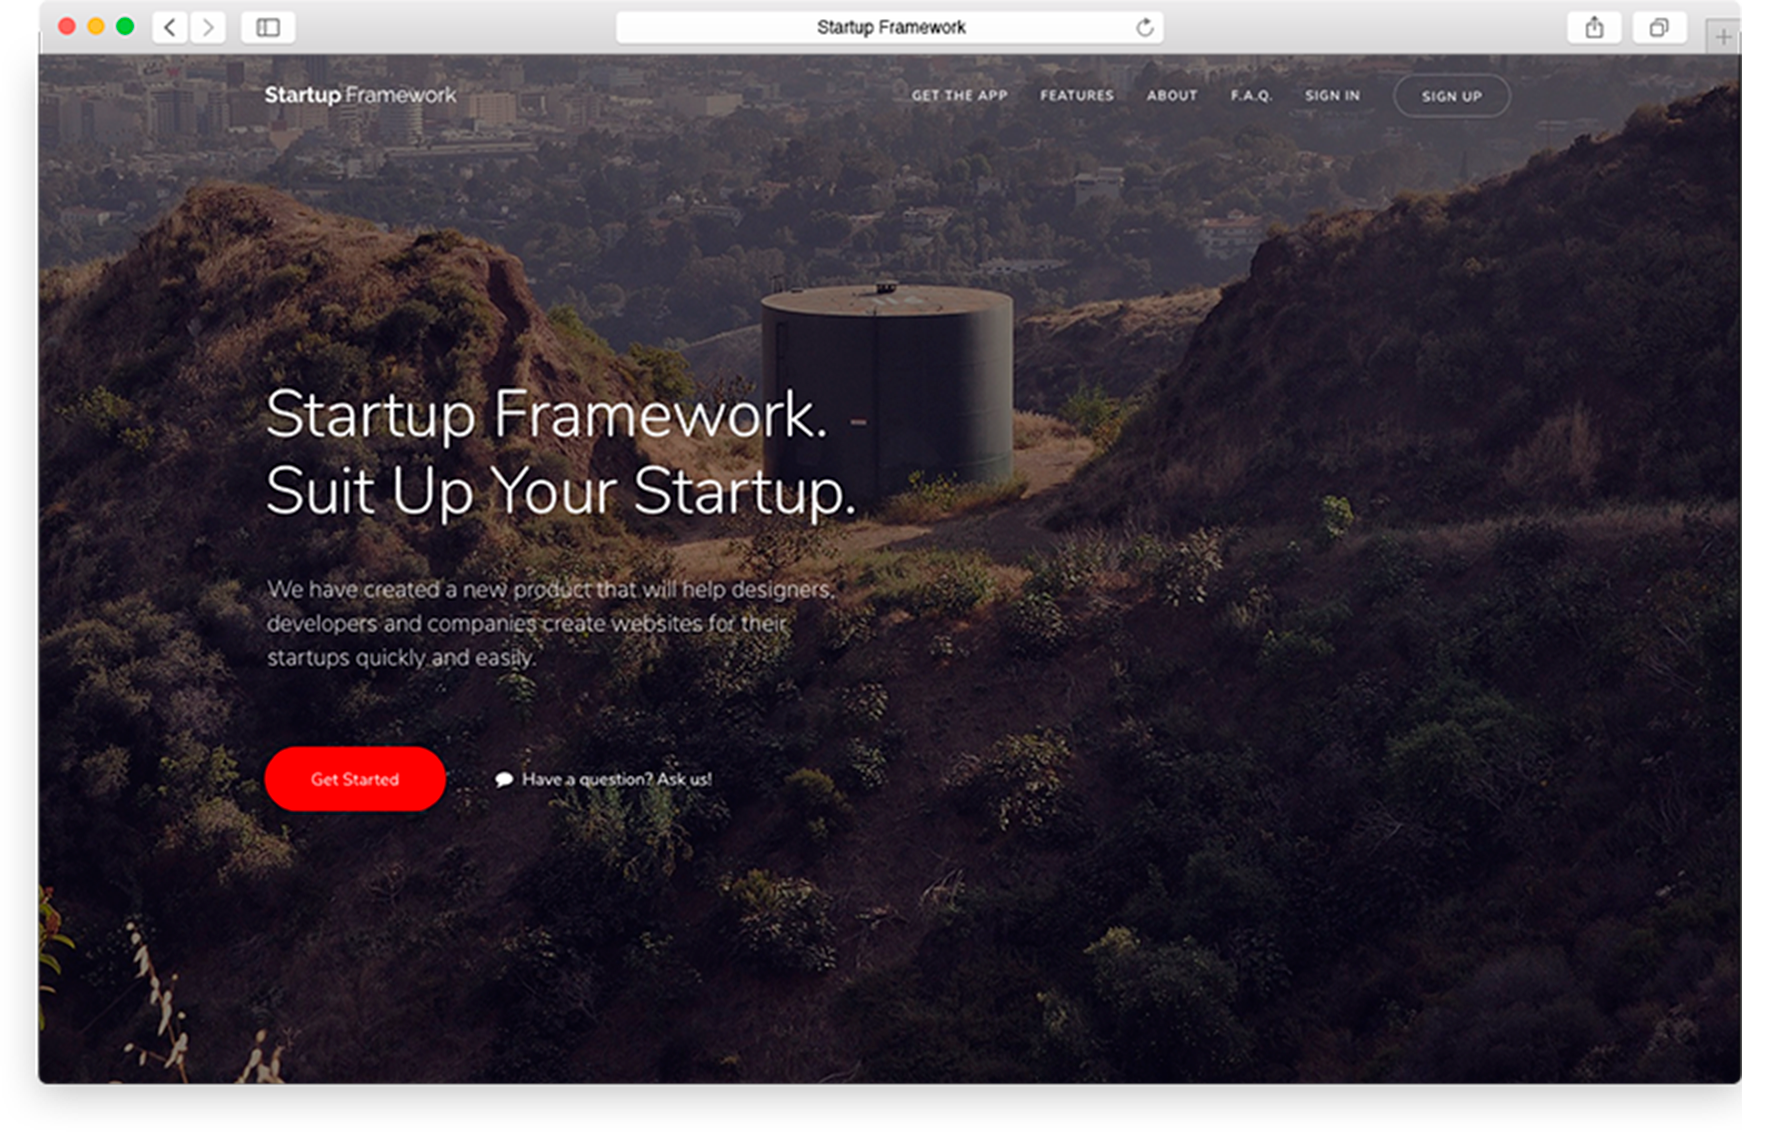 Startup Framework
Startup Framework
GET THE APP FEATURES ABOUT F.A.Q. SIGN IN SIGN UP
Startup Framework.
Suit Up Your Startup.
We have created a new product that will help designers,
developers and companies create websites for their
startups quickly and easily.
Get Started
Have a question? Ask us!